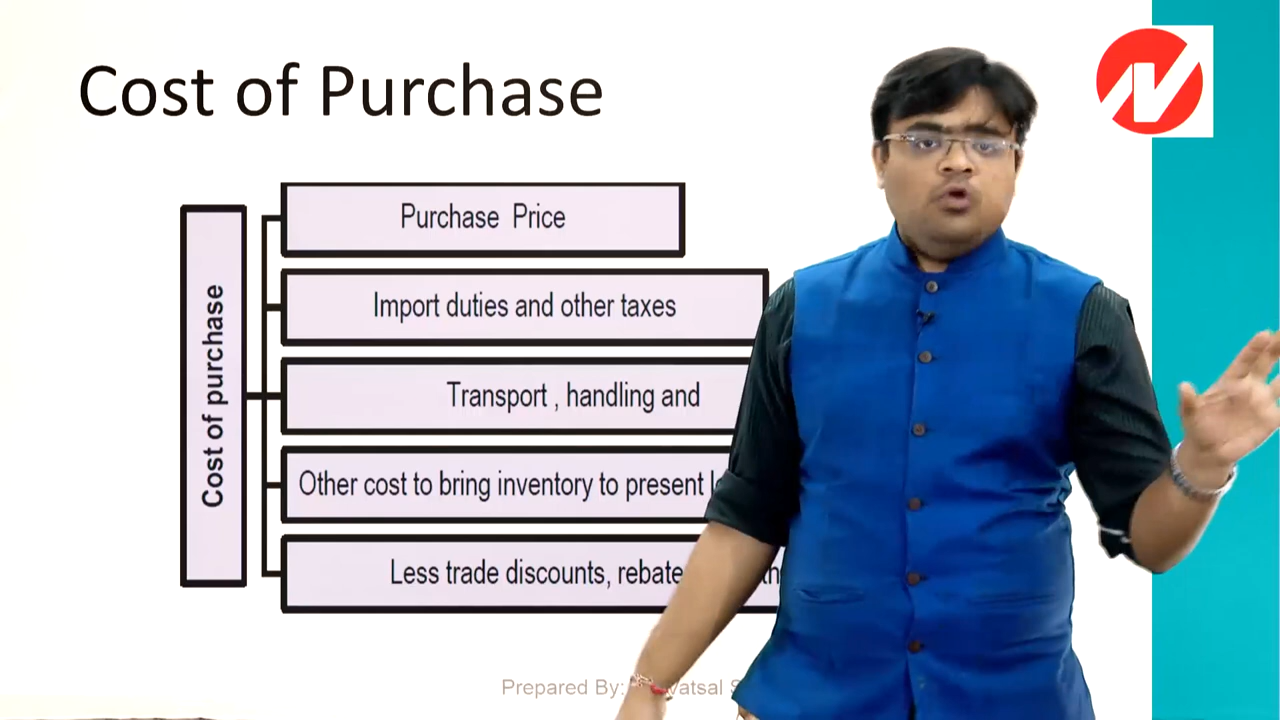 Cost of Purchase
Cost of purchase
Purchase Price
Import duties and other taxes
Transport , handling and
Other cost to bring inventory to present
Less trade discounts,
Prepared By: